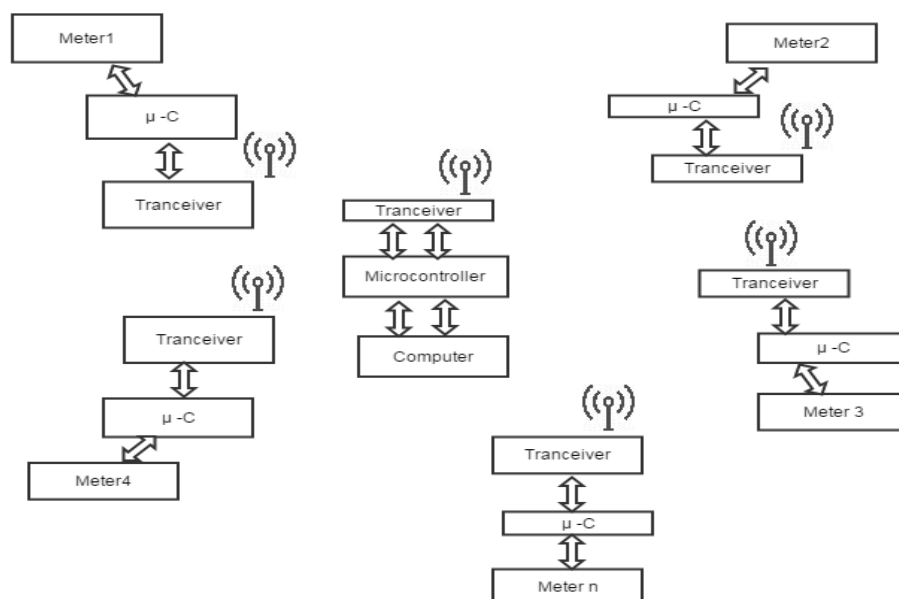 Meter1
μ -C
Tranceiver
Meter2
μ -C
Tranceiver
Tranceiver
Microcontroller
Computer
Tranceiver
μ -C
Meter 3
Tranceiver
μ -C
Meter4
Tranceiver
μ -C
Meter n